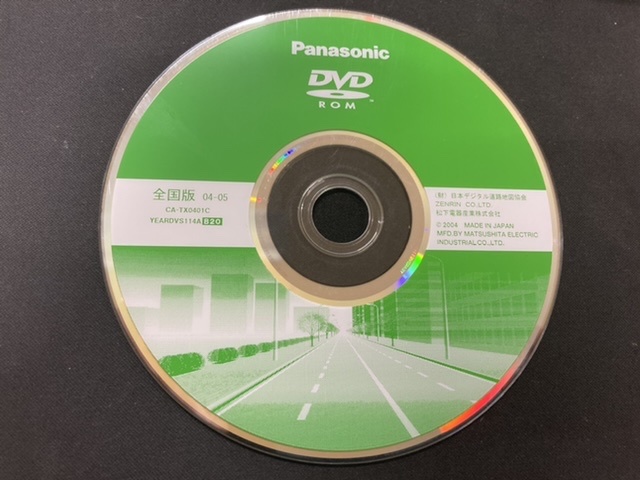 Panasonic
DVD
ROM
全国版 04-05
CA-TX0401C
YEARDVS114A B20
(財)日本デジタル道路地図協会
ZENRIN CO.,LTD
松下電器産業株式会社
© 2004 MADE IN JAPAN
MFD.BY MATSUSHITA ELECTRIC
INDUSTRIAL.CO.,LTD.